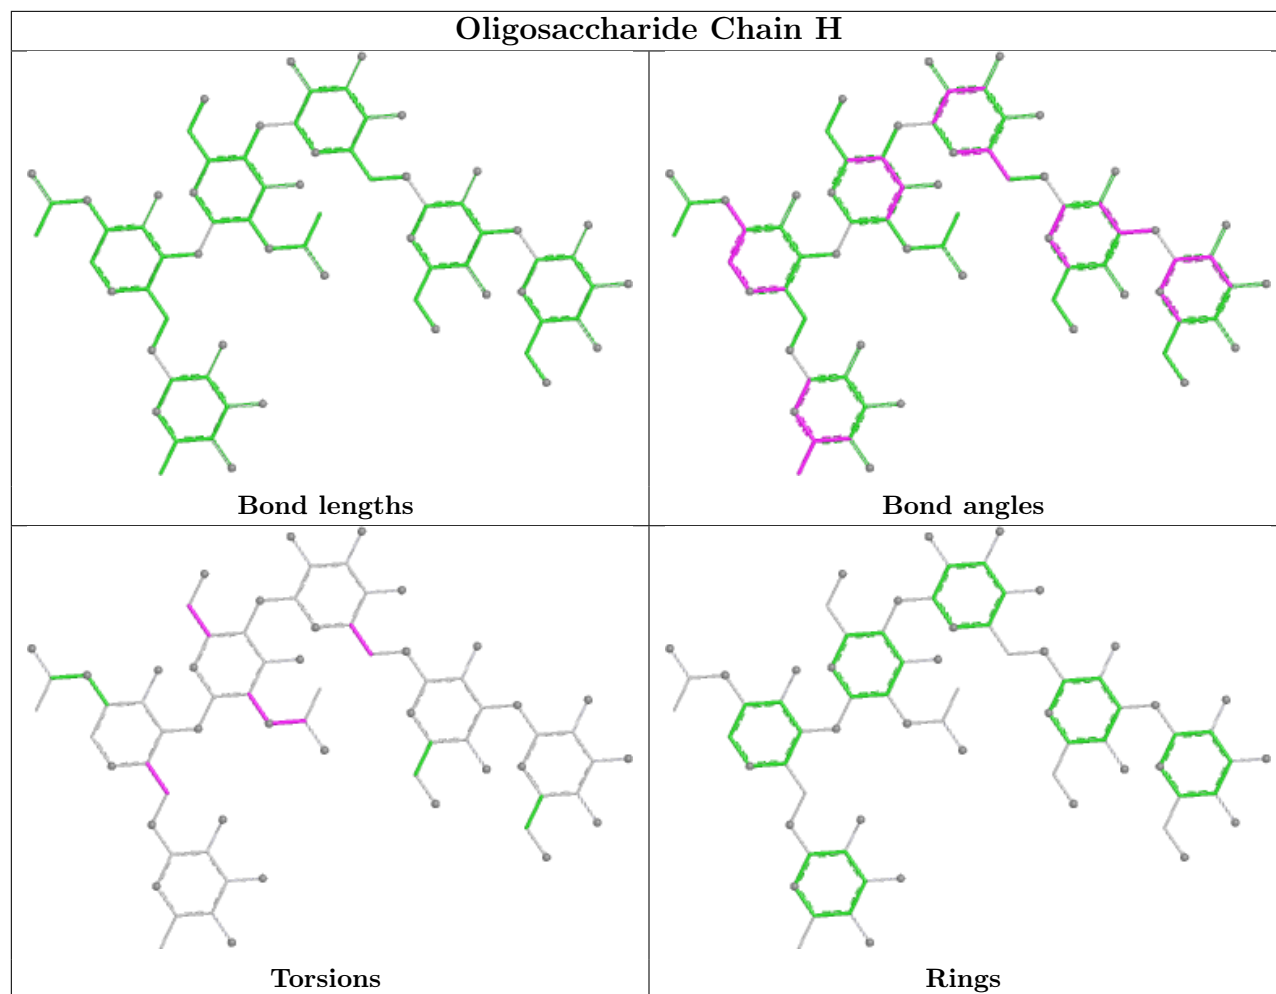 Oligosaccharide Chain H
Bond lengths
Bond angles
Torsions
Rings